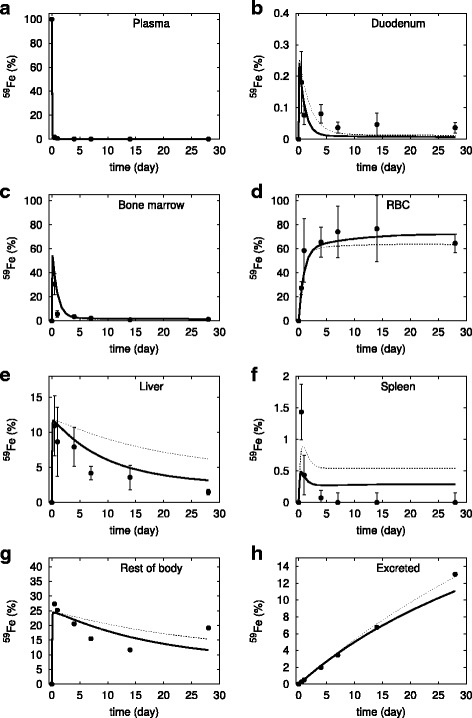 a
Plasma
⁵⁹Fe (%)
100
80
60
40
20
0
0 5 10 15 20 25 30
time (day)
b
Duodenum
⁵⁹Fe (%)
0.4
0.3
0.2
0.1
0
0 5 10 15 20 25 30
time (day)
c
Bone marrow
⁵⁹Fe (%)
100
80
60
40
20
0
0 5 10 15 20 25 30
time (day)
d
RBC
⁵⁹Fe (%)
100
80
60
40
20
0
0 5 10 15 20 25 30
time (day)
e
Liver
⁵⁹Fe (%)
15
10
5
0
0 5 10 15 20 25 30
time (day)
f
Spleen
⁵⁹Fe (%)
2
1.5
1
0.5
0
0 5 10 15 20 25 30
time (day)
g
Rest of body
⁵⁹Fe (%)
45
40
35
30
25
20
15
10
5
0
0 5 10 15 20 25 30
time (day)
h
Excreted
⁵⁹Fe (%)
14
12
10
8
6
4
2
0
0 5 10 15 20 25 30
time (day)